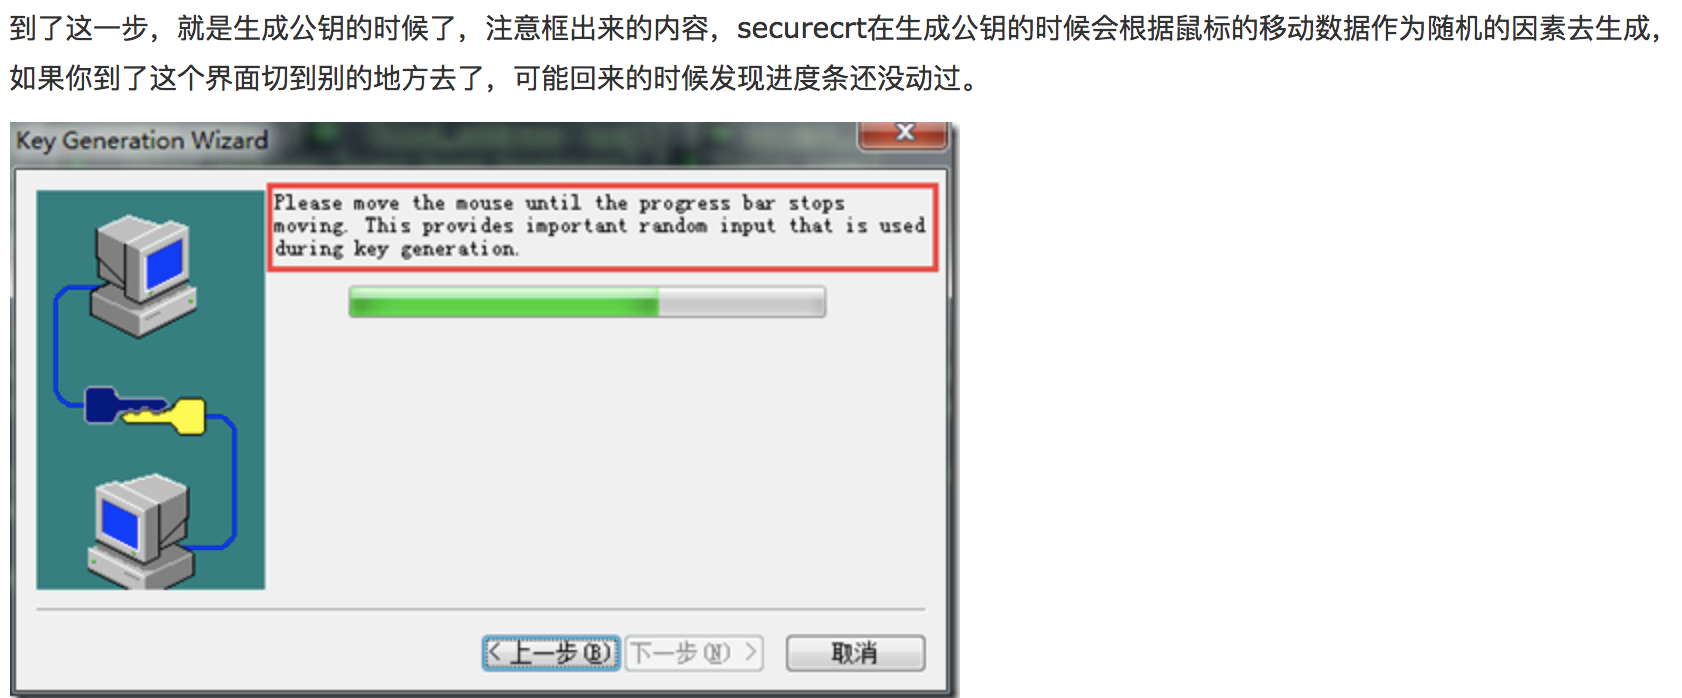 到了这一步，就是生成公钥的时候了，注意框出来的内容，securecrt在生成公钥的时候会根据鼠标的移动数据作为随机的因素去生成，
如果你到了这个界面切到别的地方去了，可能回来的时候发现进度条还没动过。
Key Generation Wizard
Please move the mouse until the progress bar stops
moving. This provides important random input that is used
during key generation.
<上一步(B) 下一步(N)> 取消